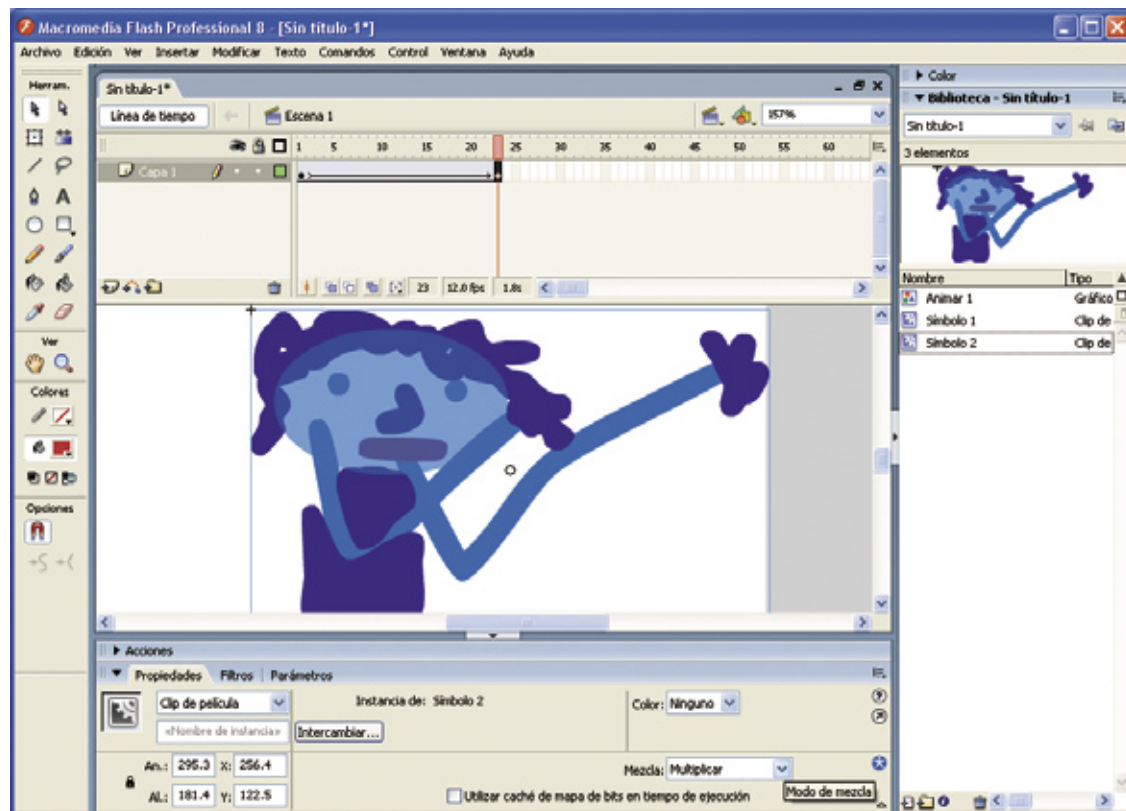 Macromedia Flash Professional 8 - [Sin título-1*]
Archivo Edición Ver Insertar Modificar Texto Comandos Control Ventana Ayuda
Herram.
Sin título-1*
Línea de tiempo
Escena 1
157%
1 5 10 15 20 25 30 35 40 45 50 55 60
Capa 1
23 12.0 fps 1.8s
Ver
Colores
Opciones
Color
Biblioteca - Sin título-1
Sin título-1
3 elementos
Nombre Tipo
Animar 1 Gráfico
Símbolo 1 Clip de
Símbolo 2 Clip de
Acciones
Propiedades Filtros Parámetros
Clip de película
Instancia de: Símbolo 2
Color: Ninguno
<Nombre de instancia>
Intercambiar...
An.: 295.3 X: 256.4
Mezcla: Multiplicar
AL.: 181.4 Y: 122.5
Utilizar caché de mapa de bits en tiempo de ejecución
Modo de mezcla